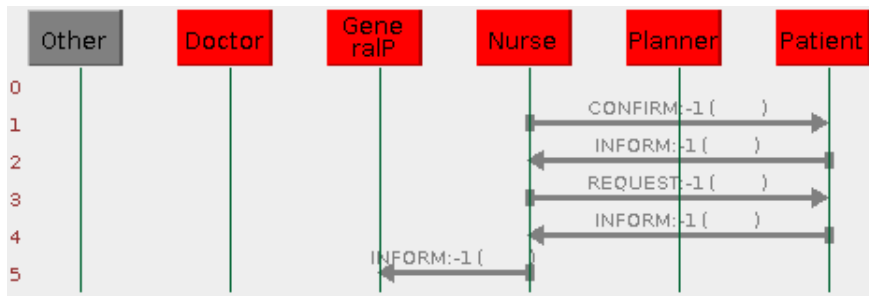 Other
Doctor
Gene
ralP
Nurse
Planner
Patient
0
CONFIRM:-1 ( )
1
INFORM:-1 ( )
2
REQUEST:-1 ( )
3
INFORM:-1 ( )
4
INFORM:-1 ( )
5